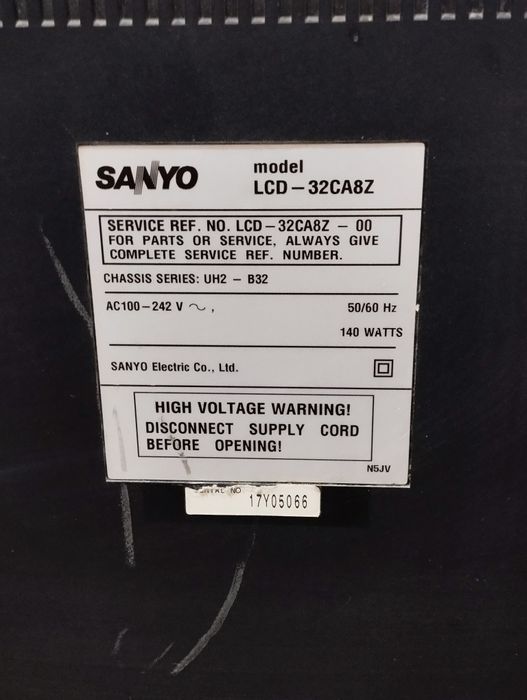 SANYO
model
LCD-32CA8Z
SERVICE REF. NO. LCD-32CA8Z - 00
FOR PARTS OR SERVICE, ALWAYS GIVE
COMPLETE SERVICE REF. NUMBER.
CHASSIS SERIES: UH2 - B32
AC100-242 V ～, 50/60 Hz
140 WATTS
SANYO Electric Co., Ltd.
HIGH VOLTAGE WARNING!
DISCONNECT SUPPLY CORD
BEFORE OPENING!
N5JV
SERIAL NO 17Y05066